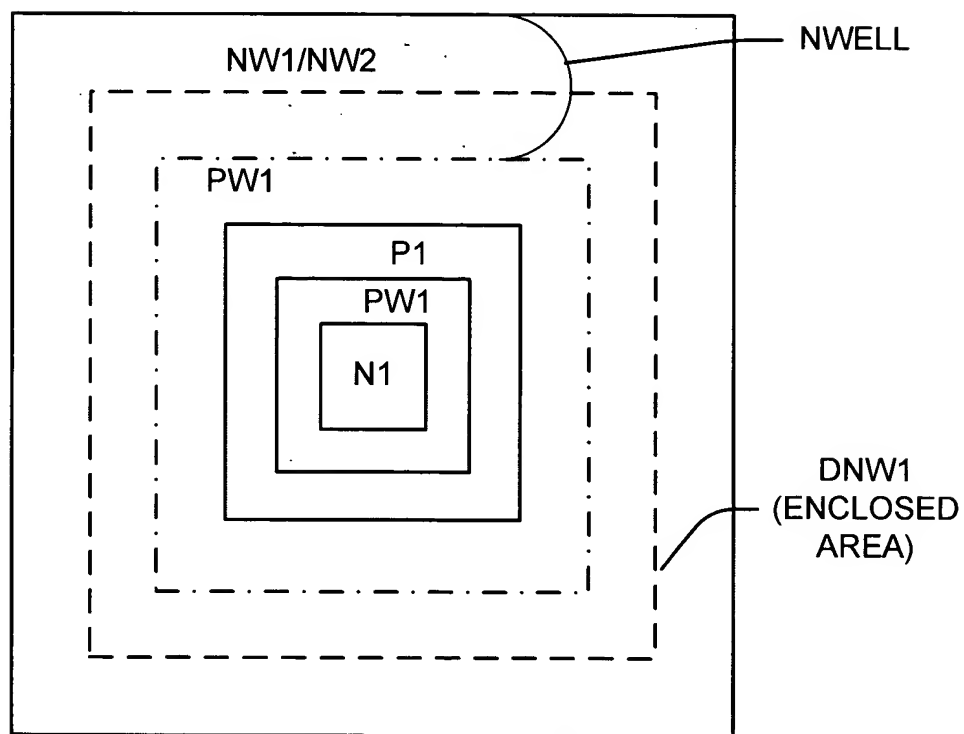 NWELL
NW1/NW2
PW1
P1
PW1
N1
DNW1
(ENCLOSED
AREA)